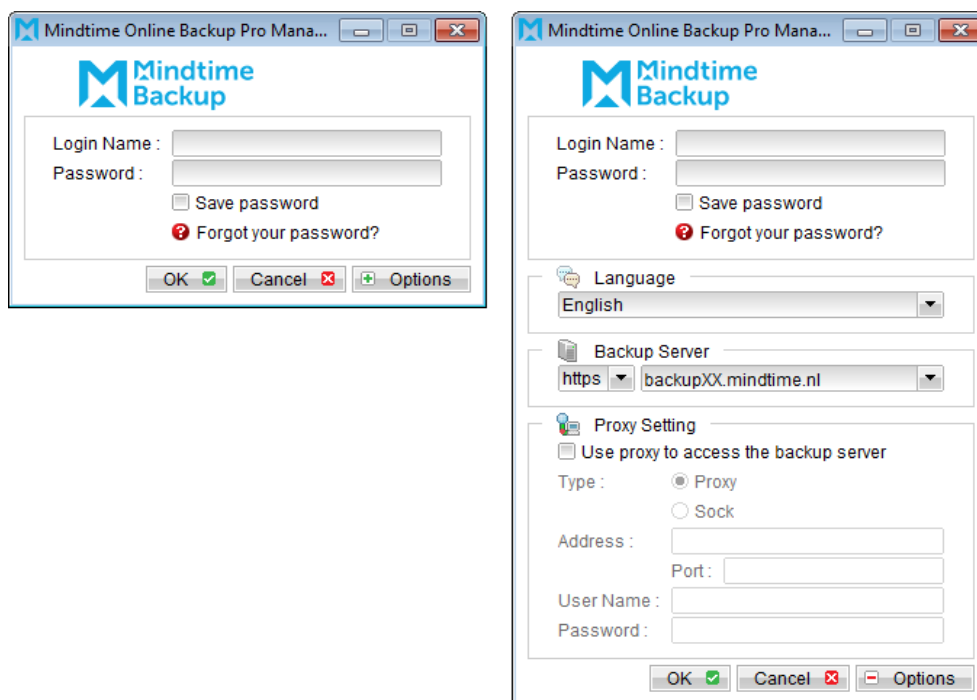 Mindtime Online Backup Pro Mana...
Mindtime
Backup
Login Name :
Password :
Save password
Forgot your password?
OK Cancel Options
Mindtime Online Backup Pro Mana...
Mindtime
Backup
Login Name :
Password :
Save password
Forgot your password?
Language
English
Backup Server
https backupXX.mindtime.nl
Proxy Setting
Use proxy to access the backup server
Type : Proxy
Sock
Address :
Port :
User Name :
Password :
OK Cancel Options